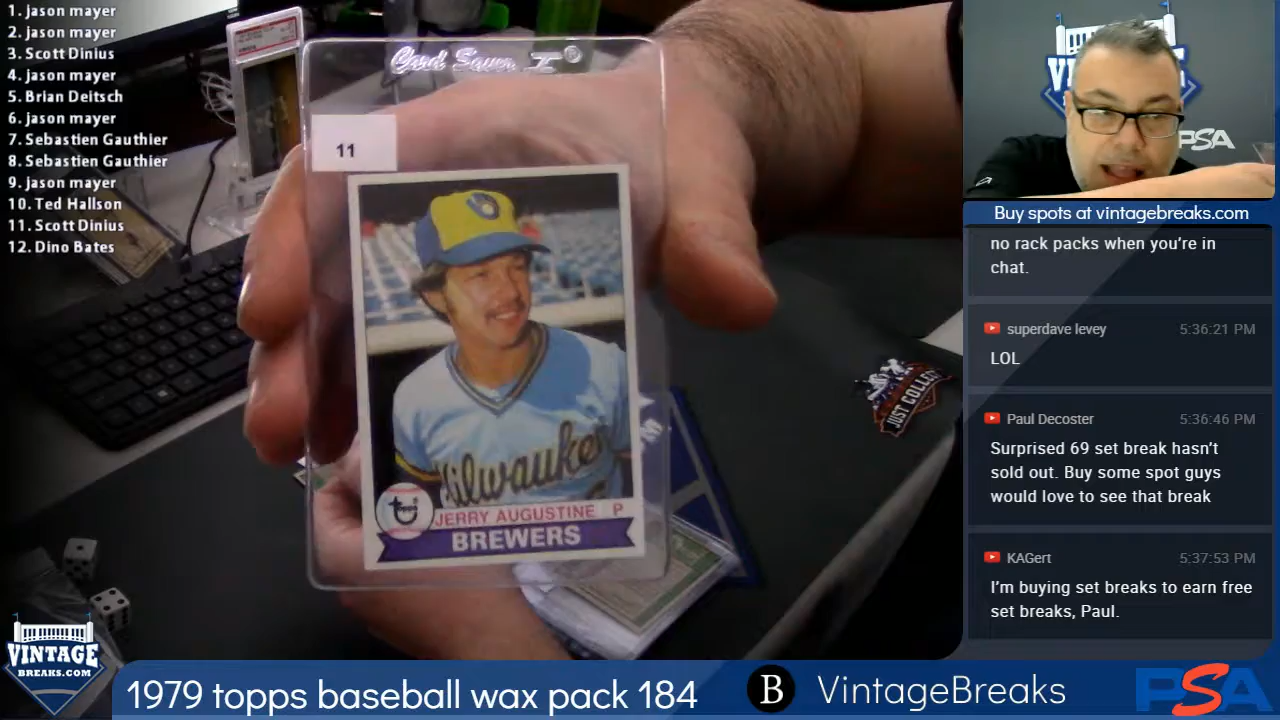 1. jason mayer
2. jason mayer
3. Scott Dinius
4. jason mayer
5. Brian Deitsch
6. jason mayer
7. Sebastien Gauthier
8. Sebastien Gauthier
9. jason mayer
10. Ted Hallson
11. Scott Dinius
12. Dino Bates
Card Saver I ®
11
Milwaukee
topps
JERRY AUGUSTINE P
BREWERS
JUST COLLECT
PSA
Buy spots at vintagebreaks.com
no rack packs when you're in
chat.
superdave levey 5:36:21 PM
LOL
Paul Decoster 5:36:46 PM
Surprised 69 set break hasn't
sold out. Buy some spot guys
would love to see that break
KAGert 5:37:53 PM
I'm buying set breaks to earn free
set breaks, Paul.
VINTAGE
BREAKS.COM
1979 topps baseball wax pack 184
B VintageBreaks
PSA